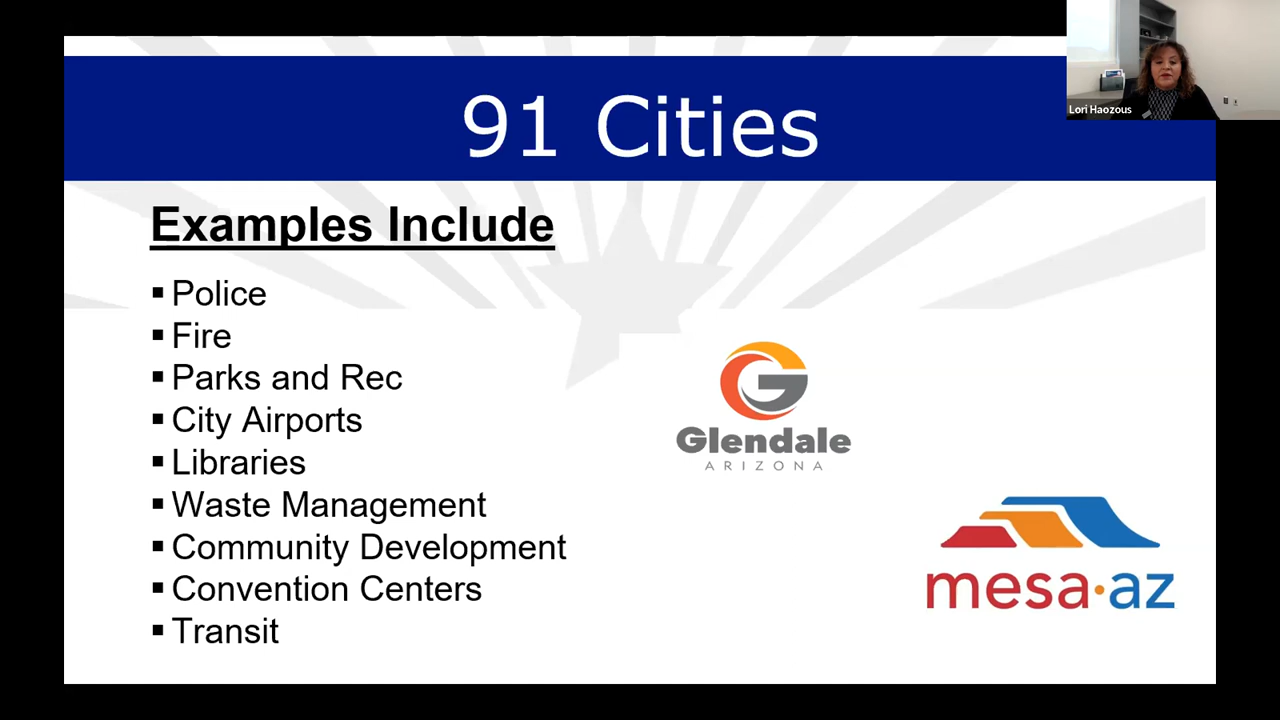 91 Cities
Lori Haozous
Examples Include
▪ Police
▪ Fire
▪ Parks and Rec
▪ City Airports
▪ Libraries
▪ Waste Management
▪ Community Development
▪ Convention Centers
▪ Transit
G
Glendale
ARIZONA
mesa·az